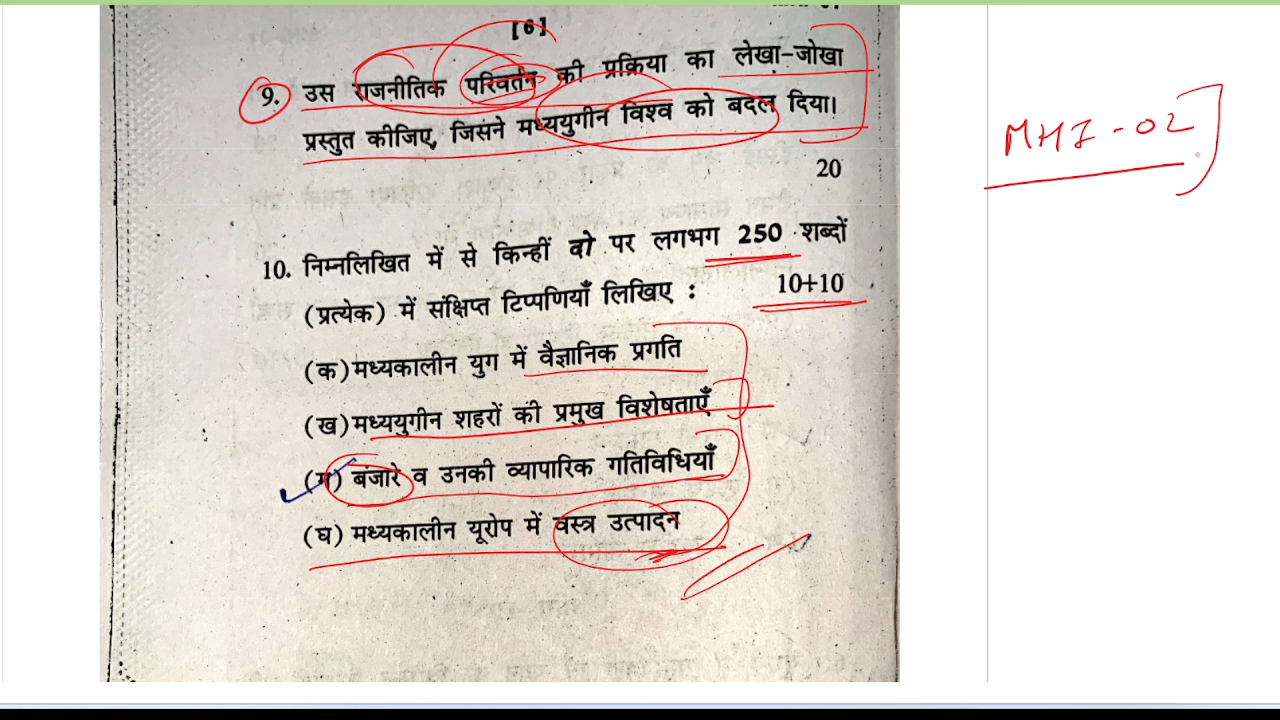 [6]
9. उस राजनीतिक परिवर्तन की प्रक्रिया का लेखा-जोखा
प्रस्तुत कीजिए, जिसने मध्ययुगीन विश्व को बदल दिया।
20
10. निम्नलिखित में से किन्हीं दो पर लगभग 250 शब्दों
(प्रत्येक) में संक्षिप्त टिप्पणियाँ लिखिए :
10+10
(क) मध्यकालीन युग में वैज्ञानिक प्रगति
(ख) मध्ययुगीन शहरों की प्रमुख विशेषताएँ
(ग) बंजारे व उनकी व्यापारिक गतिविधियाँ
(घ) मध्यकालीन यूरोप में वस्त्र उत्पादन
MHI-02